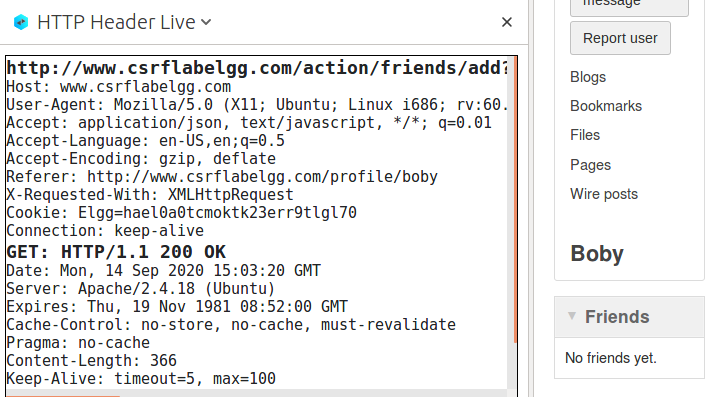 HTTP Header Live
http://www.csrflabelgg.com/action/friends/add?
Host: www.csrflabelgg.com
User-Agent: Mozilla/5.0 (X11; Ubuntu; Linux i686; rv:60.
Accept: application/json, text/javascript, */*; q=0.01
Accept-Language: en-US,en;q=0.5
Accept-Encoding: gzip, deflate
Referer: http://www.csrflabelgg.com/profile/boby
X-Requested-With: XMLHttpRequest
Cookie: Elgg=hael0a0tcmoktk23err9tlgl70
Connection: keep-alive
GET: HTTP/1.1 200 OK
Date: Mon, 14 Sep 2020 15:03:20 GMT
Server: Apache/2.4.18 (Ubuntu)
Expires: Thu, 19 Nov 1981 08:52:00 GMT
Cache-Control: no-store, no-cache, must-revalidate
Pragma: no-cache
Content-Length: 366
Keep-Alive: timeout=5, max=100
message
Report user
Blogs
Bookmarks
Files
Pages
Wire posts
Boby
Friends
No friends yet.